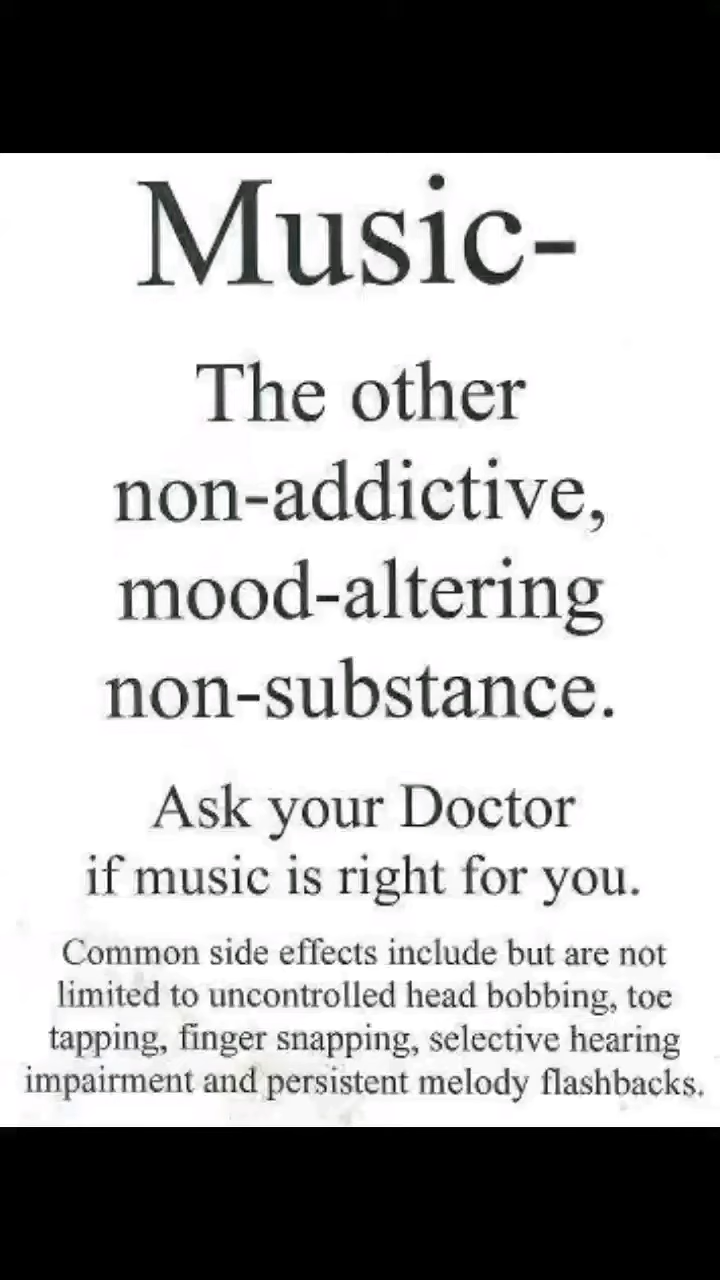 Music-
The other
non-addictive,
mood-altering
non-substance.
Ask your Doctor
if music is right for you.
Common side effects include but are not
limited to uncontrolled head bobbing, toe
tapping, finger snapping, selective hearing
impairment and persistent melody flashbacks.